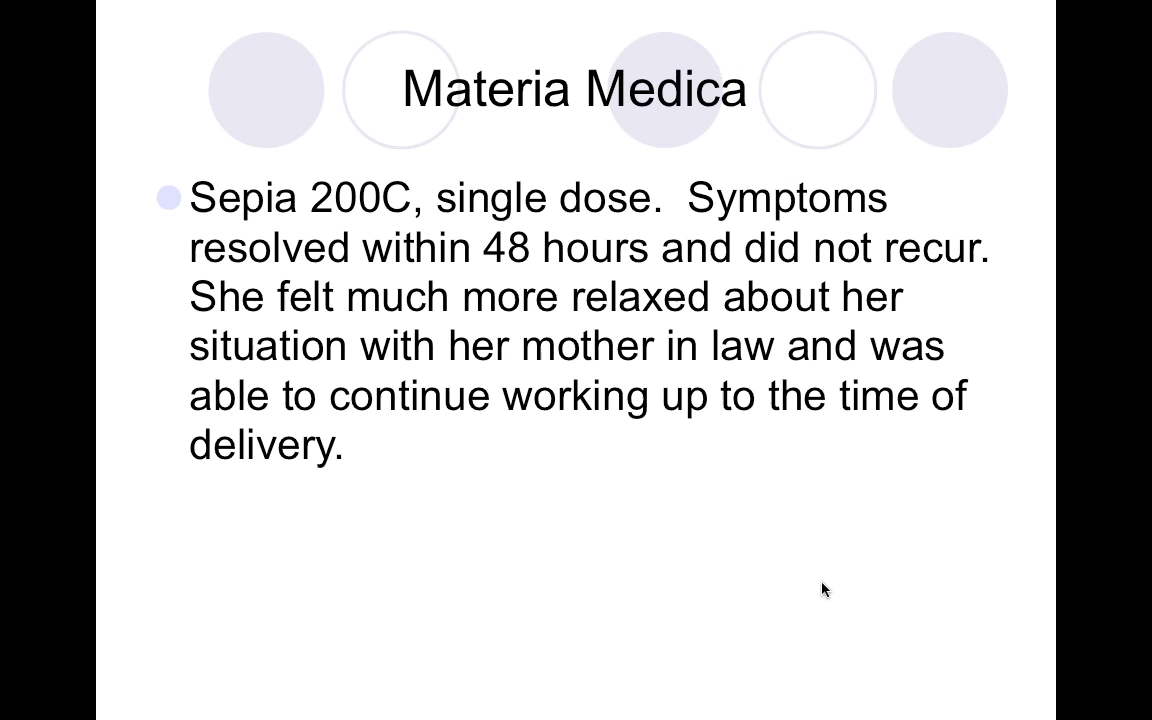 Materia Medica
Sepia 200C, single dose.  Symptoms
resolved within 48 hours and did not recur.
She felt much more relaxed about her
situation with her mother in law and was
able to continue working up to the time of
delivery.